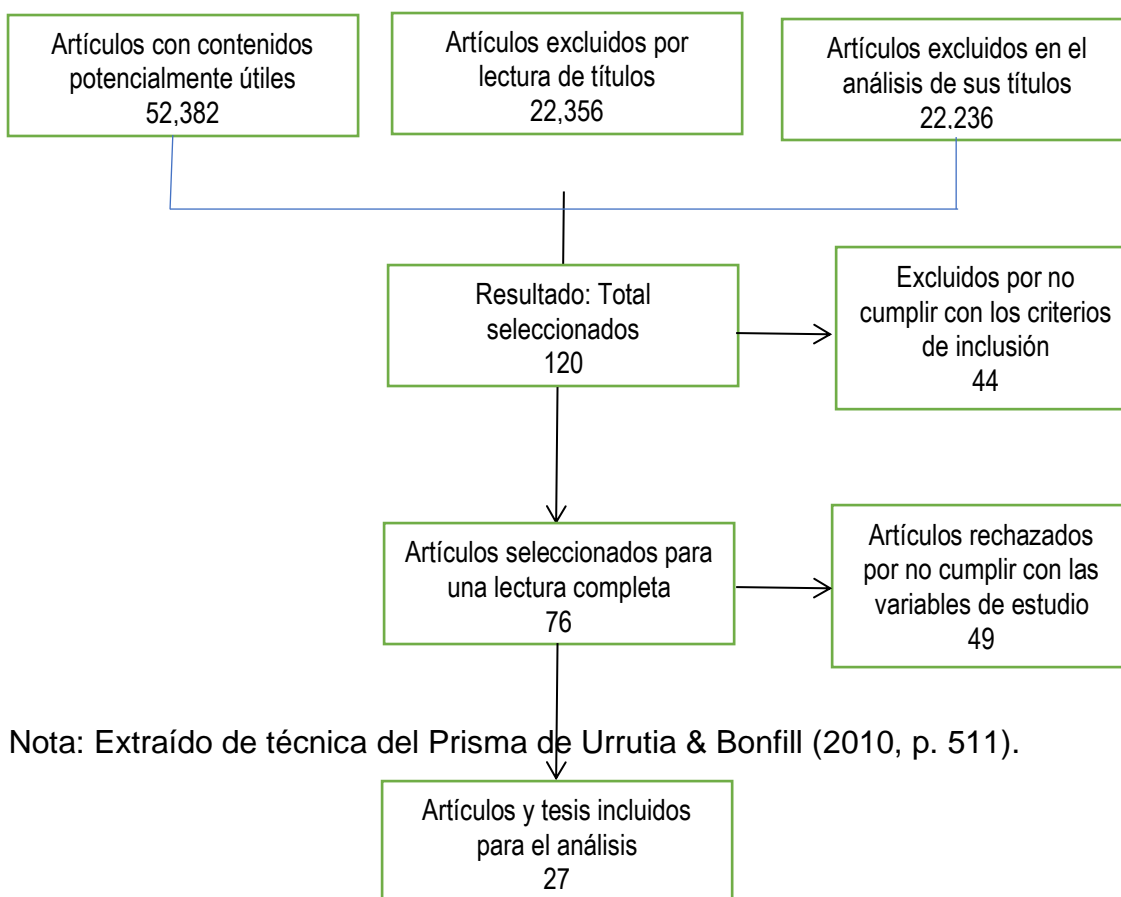 Artículos con contenidos
potencialmente útiles
52,382
Artículos excluidos por
lectura de títulos
22,356
Artículos excluidos en el
análisis de sus títulos
22,236
Resultado: Total
seleccionados
120
Excluidos por no
cumplir con los criterios
de inclusión
44
Artículos seleccionados para
una lectura completa
76
Artículos rechazados
por no cumplir con las
variables de estudio
49
Nota: Extraído de técnica del Prisma de Urrutia & Bonfill (2010, p. 511).
Artículos y tesis incluidos
para el análisis
27